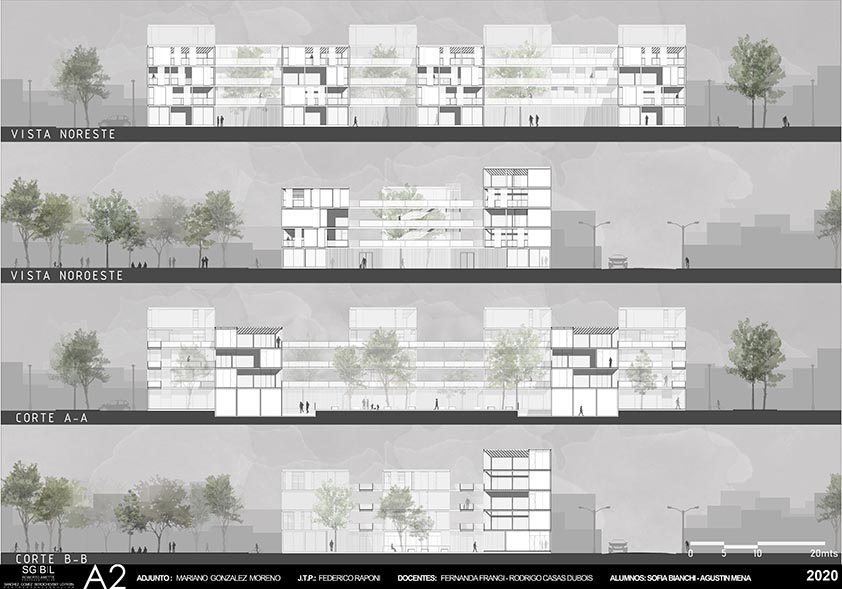 VISTA NORESTE
VISTA NOROESTE
CORTE A-A
CORTE B-B
0 5 10 20mts
SG BL
A2
ADJUNTO : MARIANO GONZALEZ MORENO J.T.P.: FEDERICO RAPONI DOCENTES: FERNANDA FRANGI - RODRIGO CASAS DUBOIS ALUMNOS: SOFIA BIANCHI - AGUSTIN MENA 2020